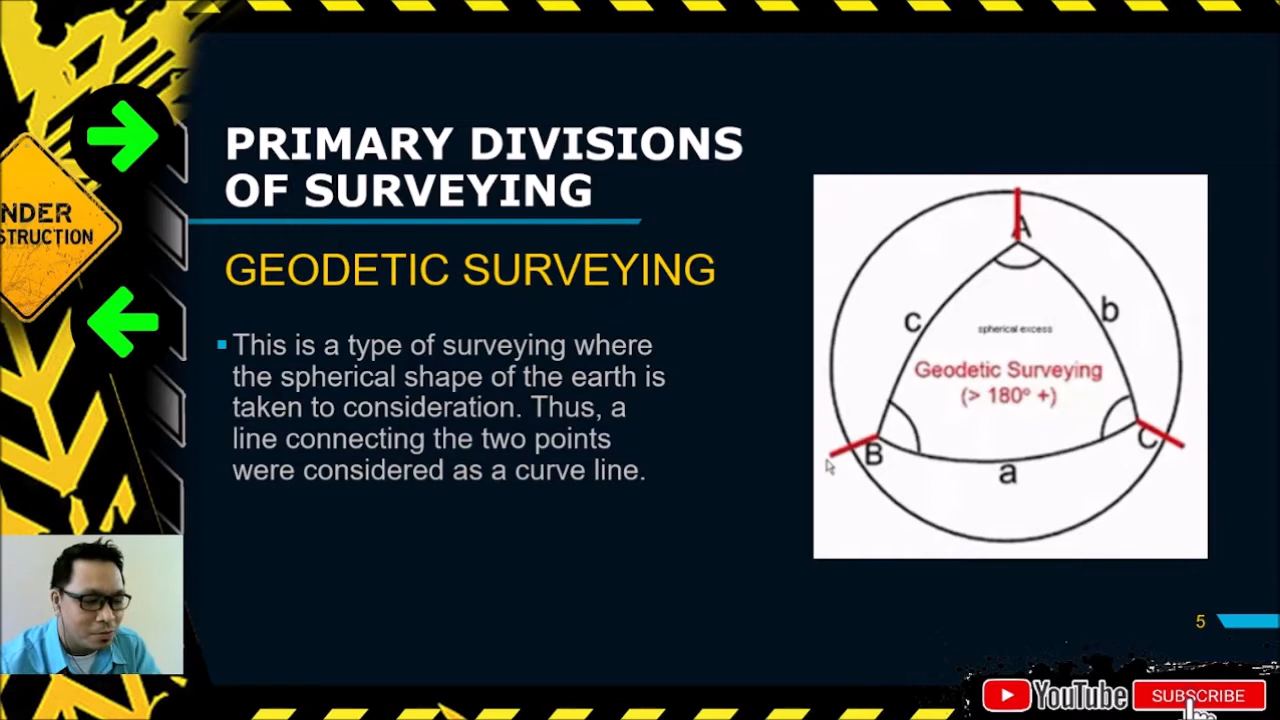 PRIMARY DIVISIONS
OF SURVEYING
NDER
STRUCTION
GEODETIC SURVEYING
This is a type of surveying where
the spherical shape of the earth is
taken to consideration. Thus, a
line connecting the two points
were considered as a curve line.
A
c
b
spherical excess
Geodetic Surveying
(> 180º +)
B
C
a
5
YouTube SUBSCRIBE